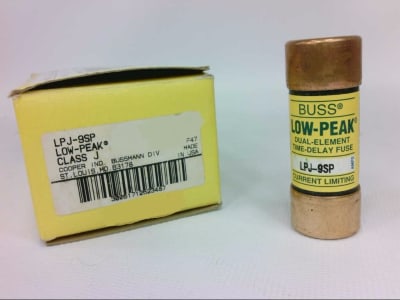 LPJ-9SP
LOW-PEAK®
CLASS J
COOPER IND. BUSSMANN DIV
ST. LOUIS, MO 63178
F47
MADE
IN USA
BUSS®
LOW-PEAK®
DUAL-ELEMENT
TIME-DELAY FUSE
LPJ-9SP
CURRENT LIMITING